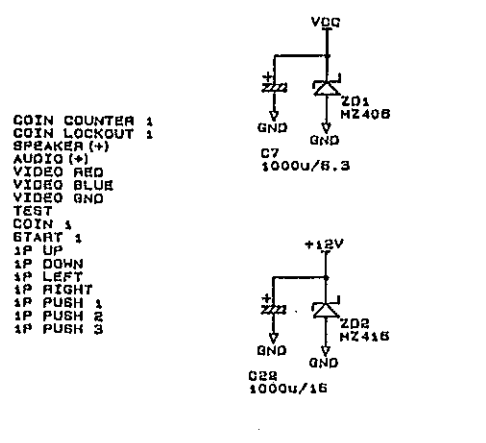 COIN COUNTER 1
COIN LOCKOUT 1
SPEAKER(+)
AUDIO(+)
VIDEO RED
VIDEO BLUE
VIDEO GND
TEST
COIN 1
START 1
1P UP
1P DOWN
1P LEFT
1P RIGHT
1P PUSH 1
1P PUSH 2
1P PUSH 3
VCC
+
ZD1
HZ406
GND
GND
C7
1000u/6.3
+12V
+
ZD2
HZ416
GND
GND
C22
1000u/16